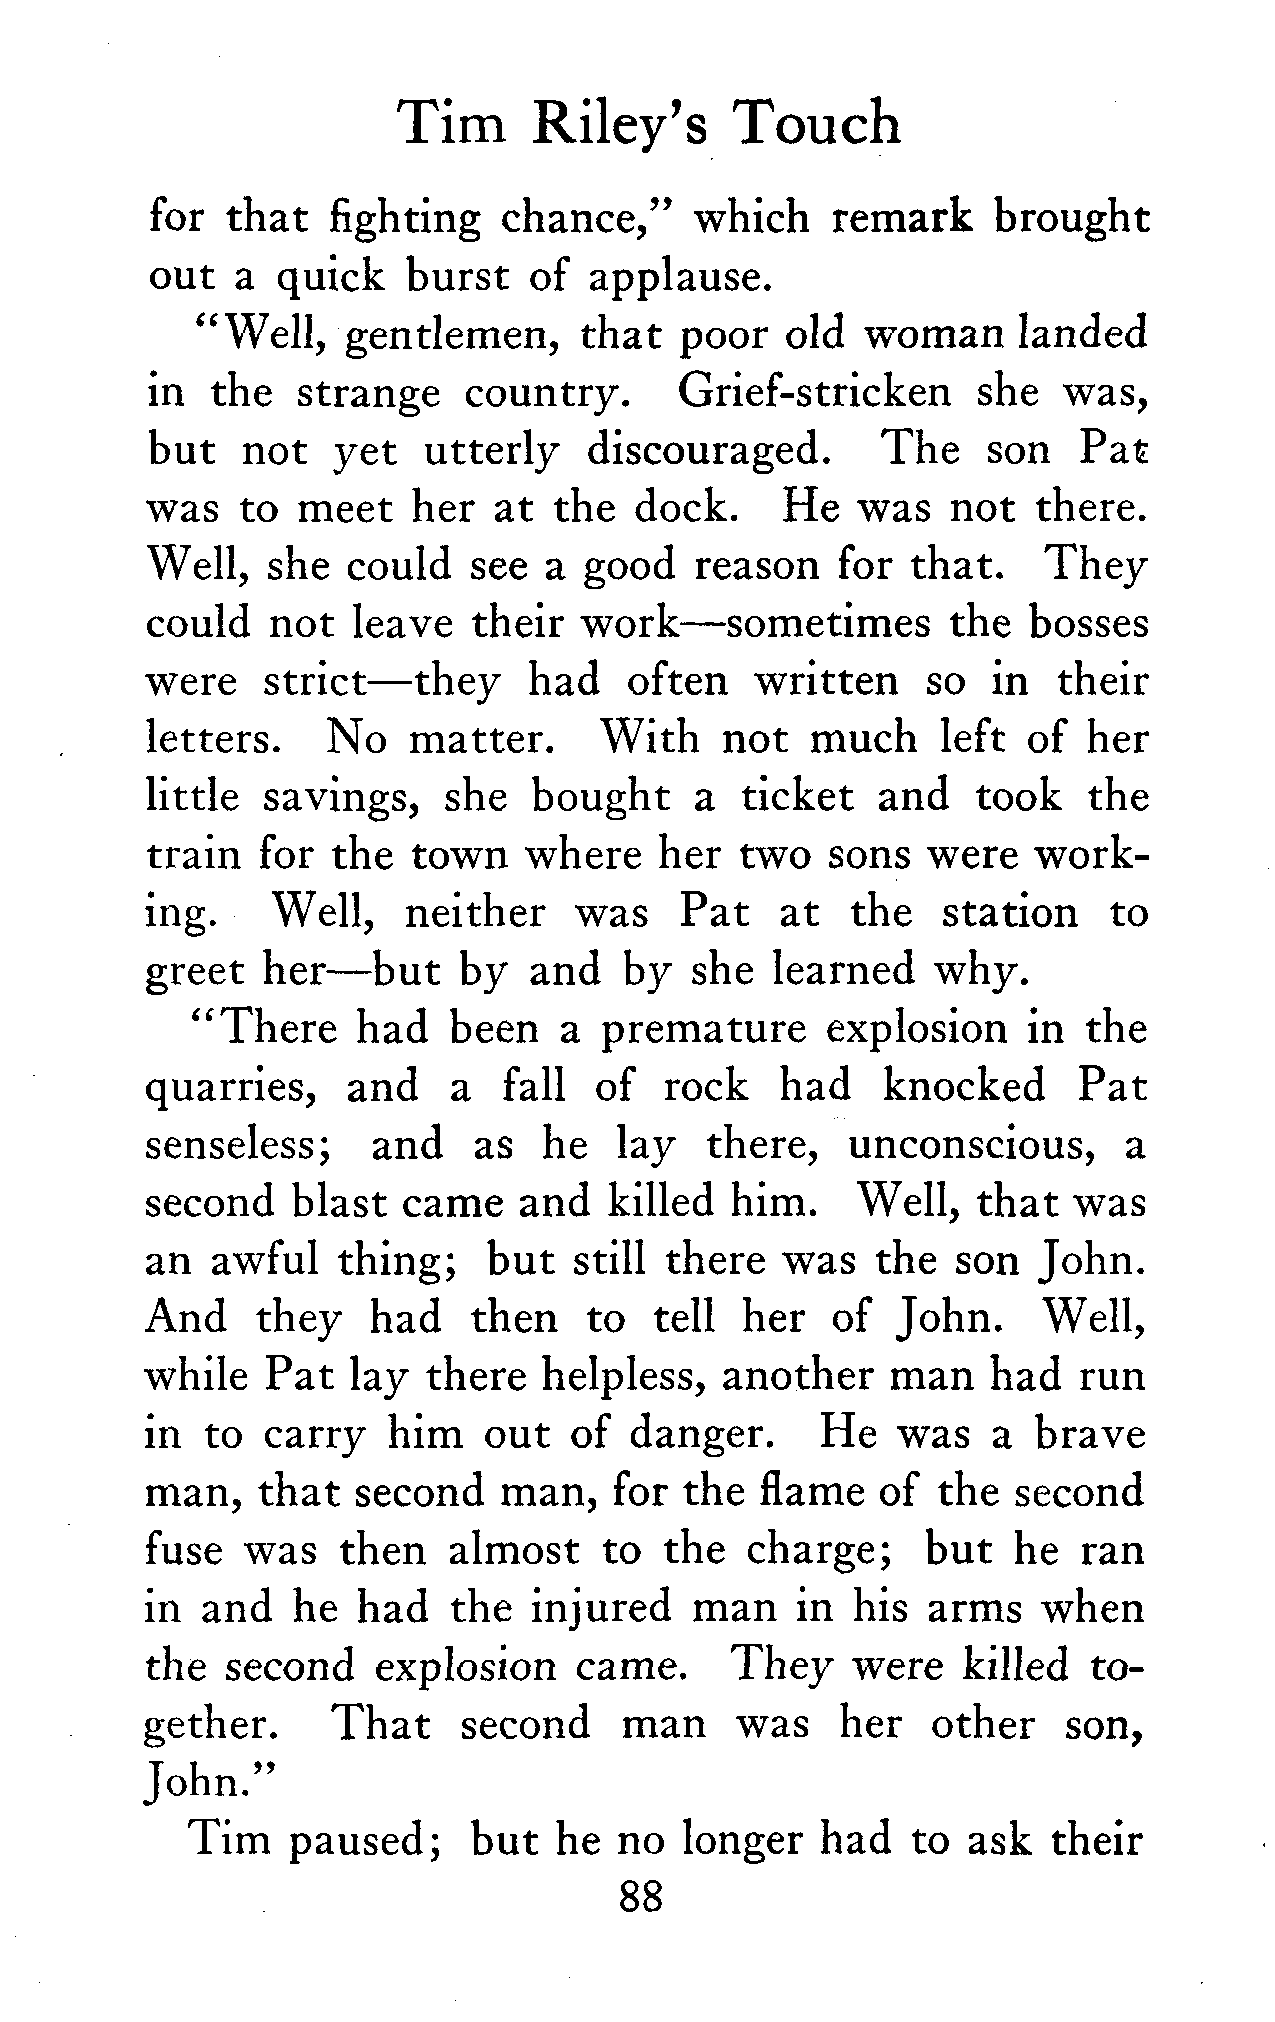 Tim Riley's Touch
for that fighting chance,” which remark brought
out a quick burst of applause.
“Well, gentlemen, that poor old woman landed
in the strange country. Grief-stricken she was,
but not yet utterly discouraged. The son Pat
was to meet her at the dock. He was not there.
Well, she could see a good reason for that. They
could not leave their work—sometimes the bosses
were strict—they had often written so in their
letters. No matter. With not much left of her
little savings, she bought a ticket and took the
train for the town where her two sons were work-
ing. Well, neither was Pat at the station to
greet her—but by and by she learned why.
“There had been a premature explosion in the
quarries, and a fall of rock had knocked Pat
senseless; and as he lay there, unconscious, a
second blast came and killed him. Well, that was
an awful thing; but still there was the son John.
And they had then to tell her of John. Well,
while Pat lay there helpless, another man had run
in to carry him out of danger. He was a brave
man, that second man, for the flame of the second
fuse was then almost to the charge; but he ran
in and he had the injured man in his arms when
the second explosion came. They were killed to-
gether. That second man was her other son,
John.”
Tim paused; but he no longer had to ask their
88